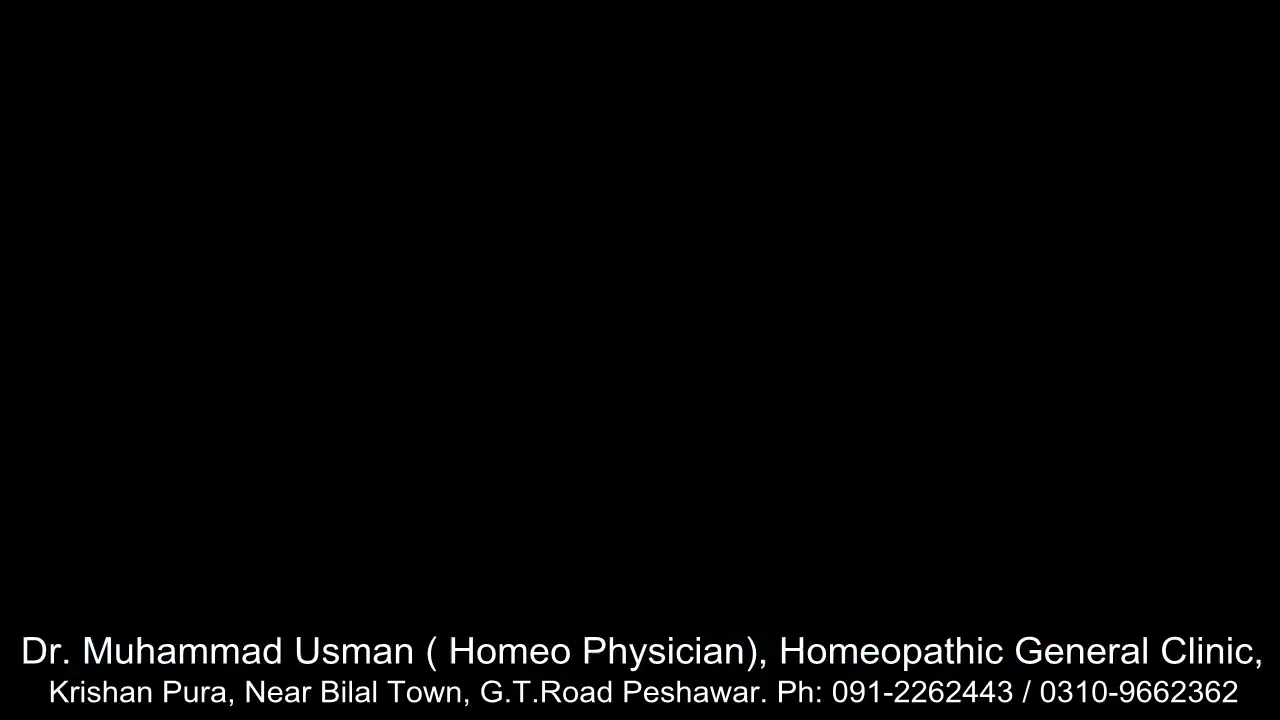 Dr. Muhammad Usman ( Homeo Physician), Homeopathic General Clinic,
Krishan Pura, Near Bilal Town, G.T.Road Peshawar. Ph: 091-2262443 / 0310-9662362